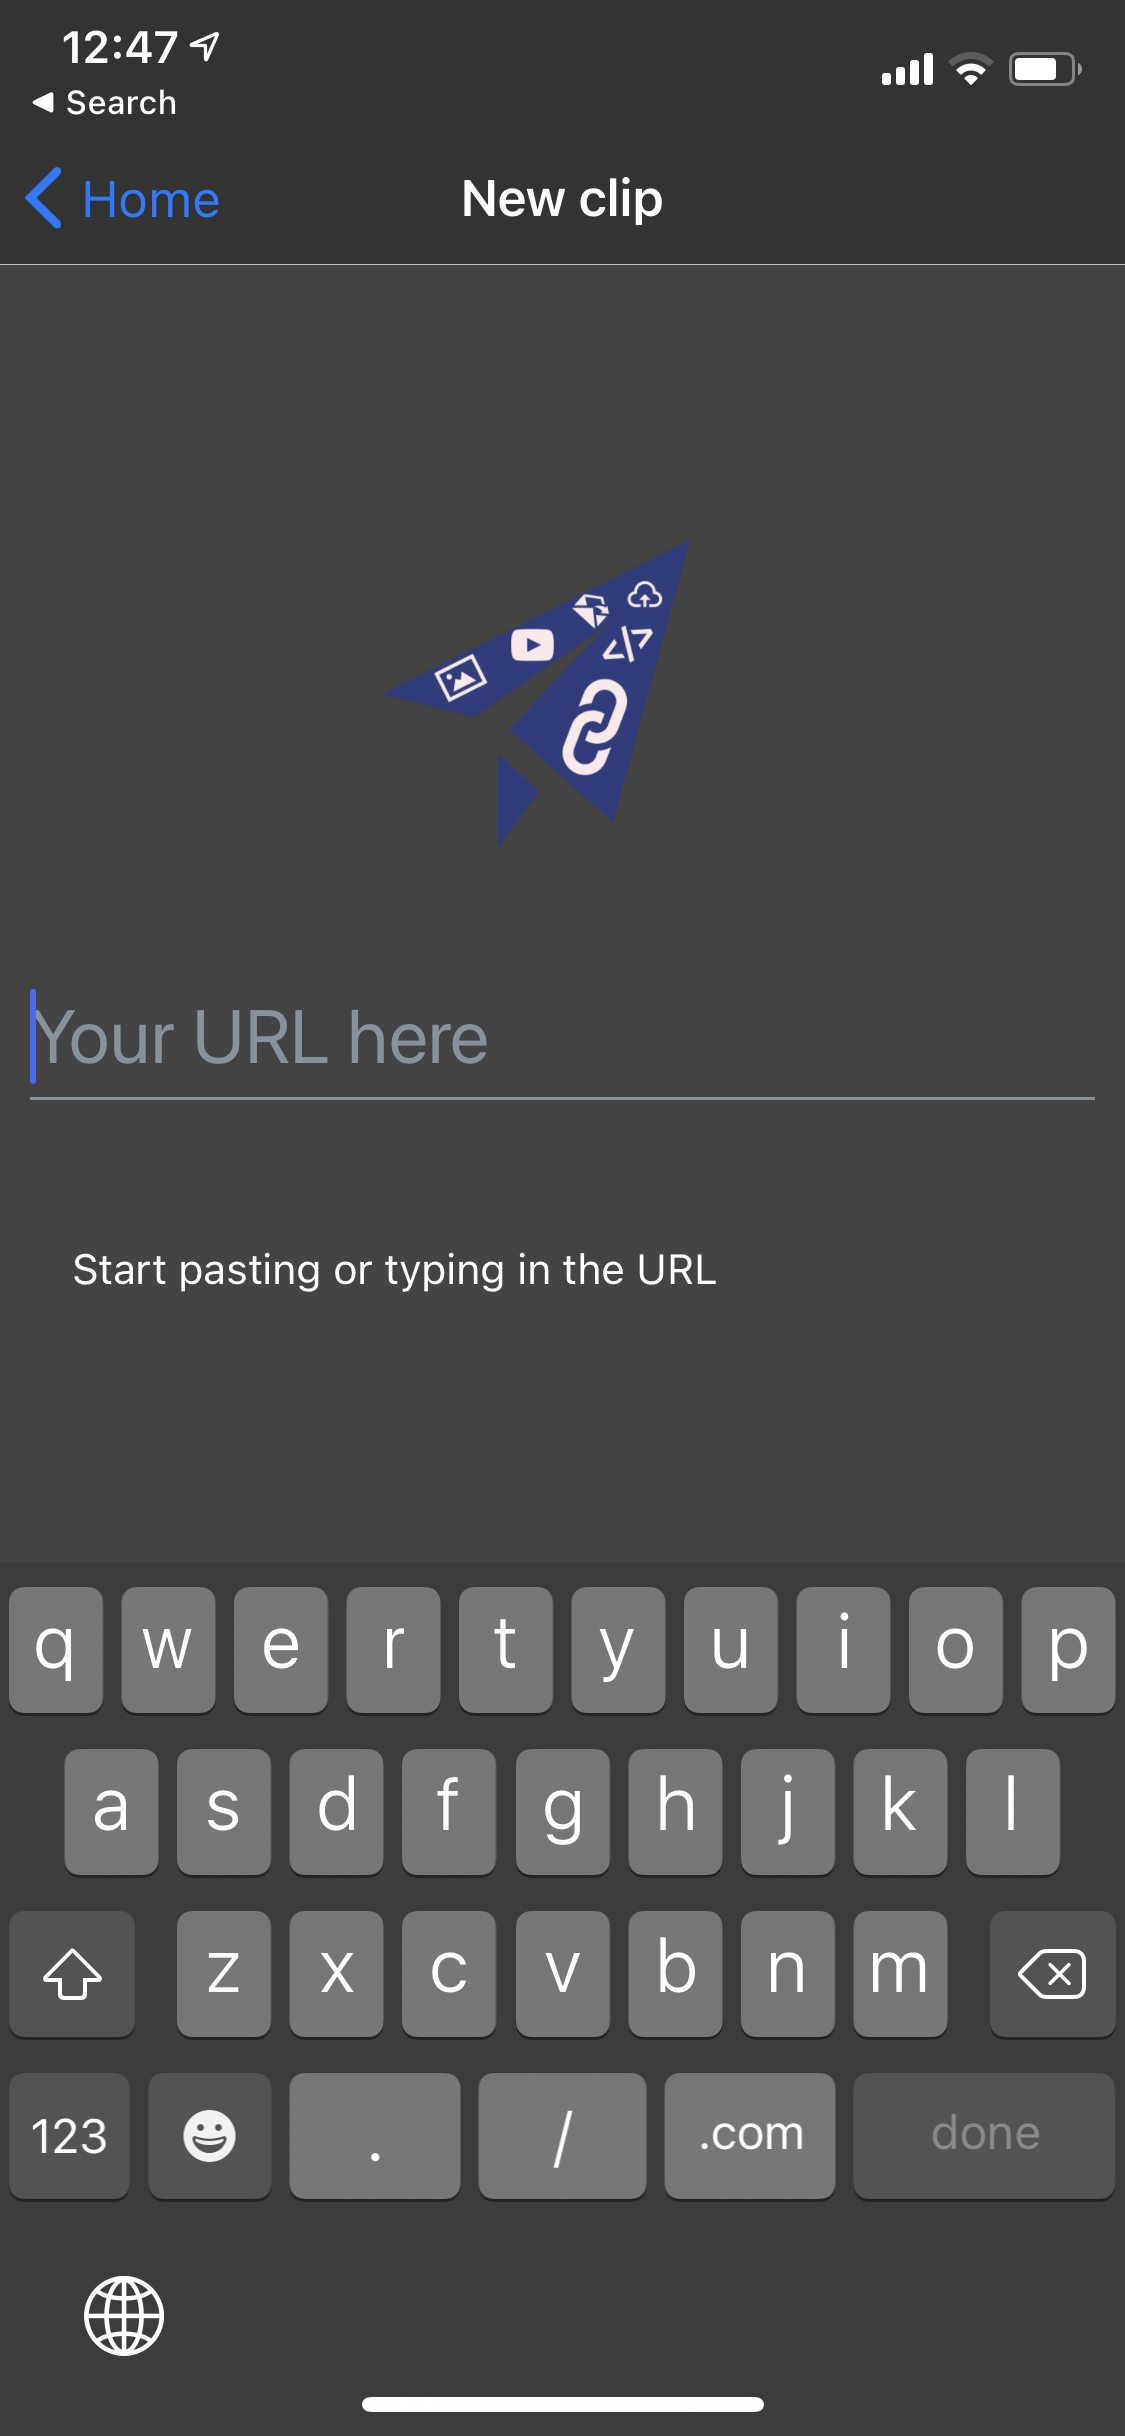 12:47
Search
Home
New clip
Your URL here
Start pasting or typing in the URL
q w e r t y u i o p
a s d f g h j k l
z x c v b n m
123 . / .com done